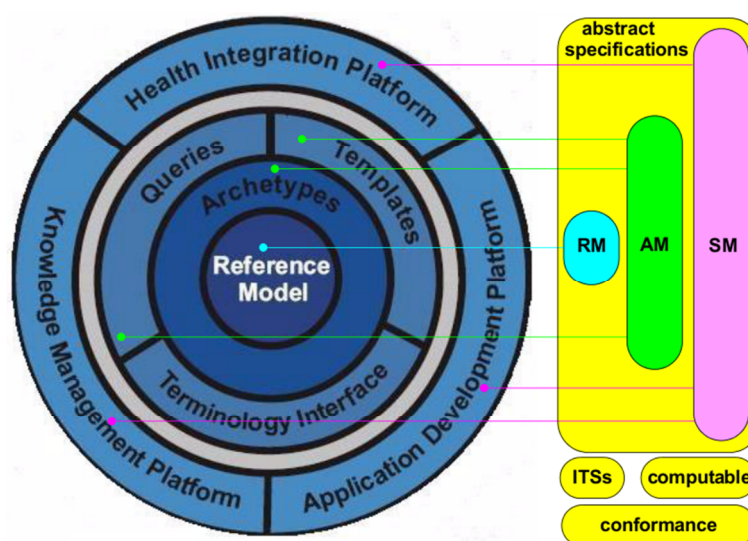 Health Integration Platform
Queries
Templates
Archetypes
Reference
Model
Terminology Interface
Knowledge Management Platform
Application Development Platform
abstract
specifications
RM
AM
SM
ITSs
computable
conformance